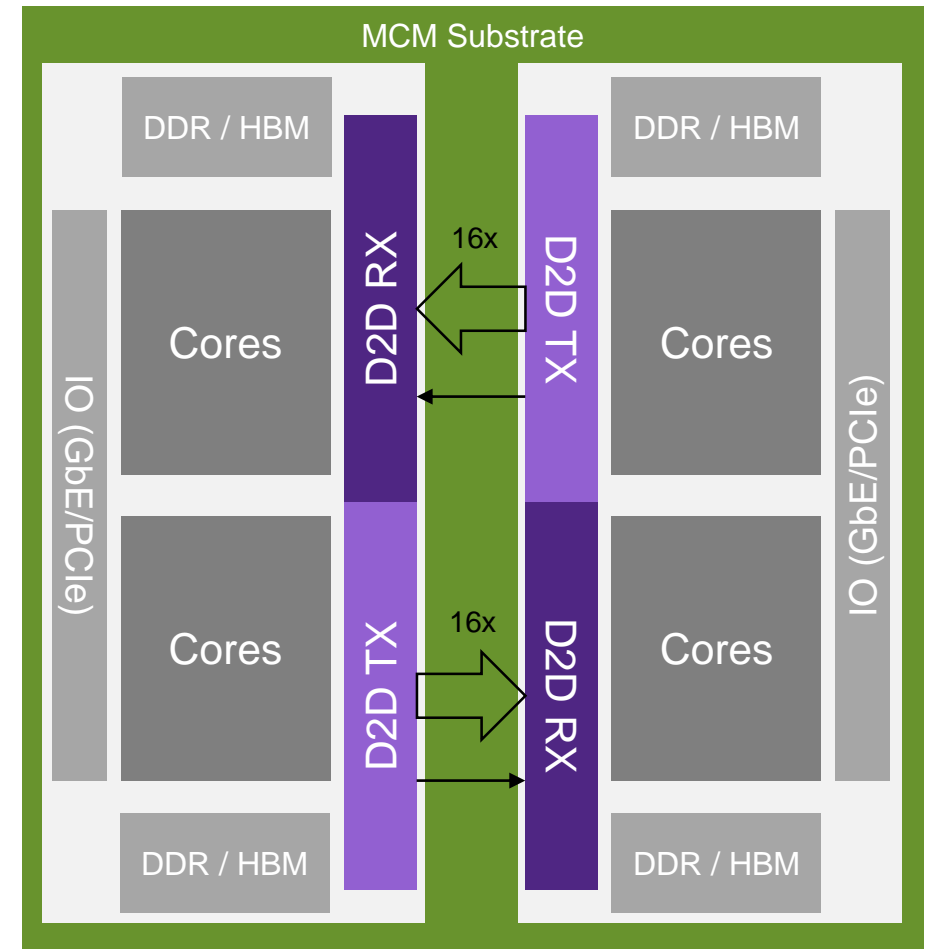 MCM Substrate
DDR / HBM
DDR / HBM
IO (GbE/PCIe)
Cores
D2D RX
16x
D2D TX
Cores
IO (GbE/PCIe)
Cores
D2D TX
16x
D2D RX
Cores
DDR / HBM
DDR / HBM